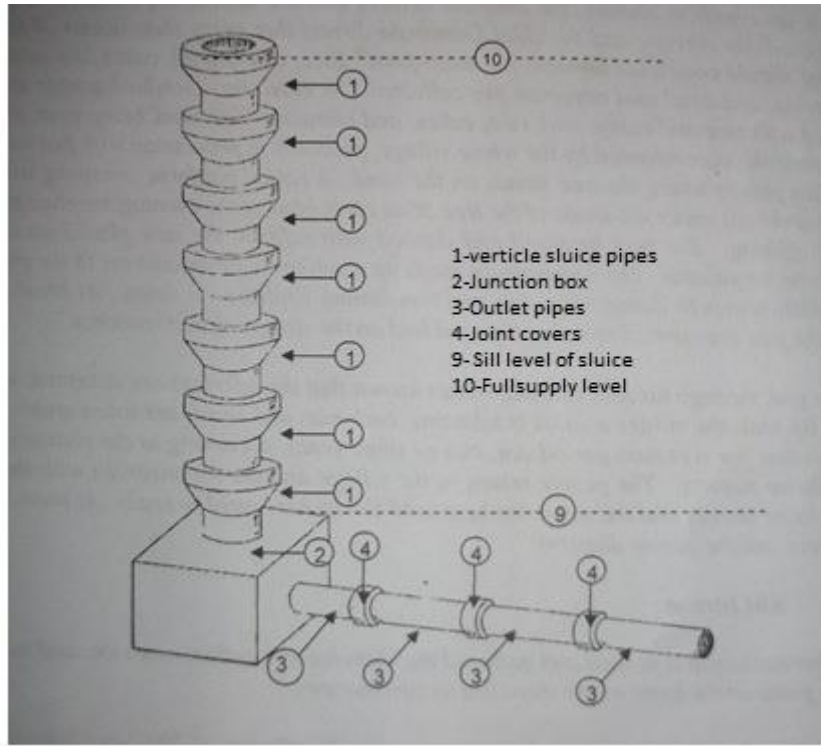 10
1
1
1
1-verticle sluice pipes
2-Junction box
1
3-Outlet pipes
4-Joint covers
9- Sill level of sluice
1
10-Fullsupply level
1
1
9
2
4
4
4
3
3
3
3